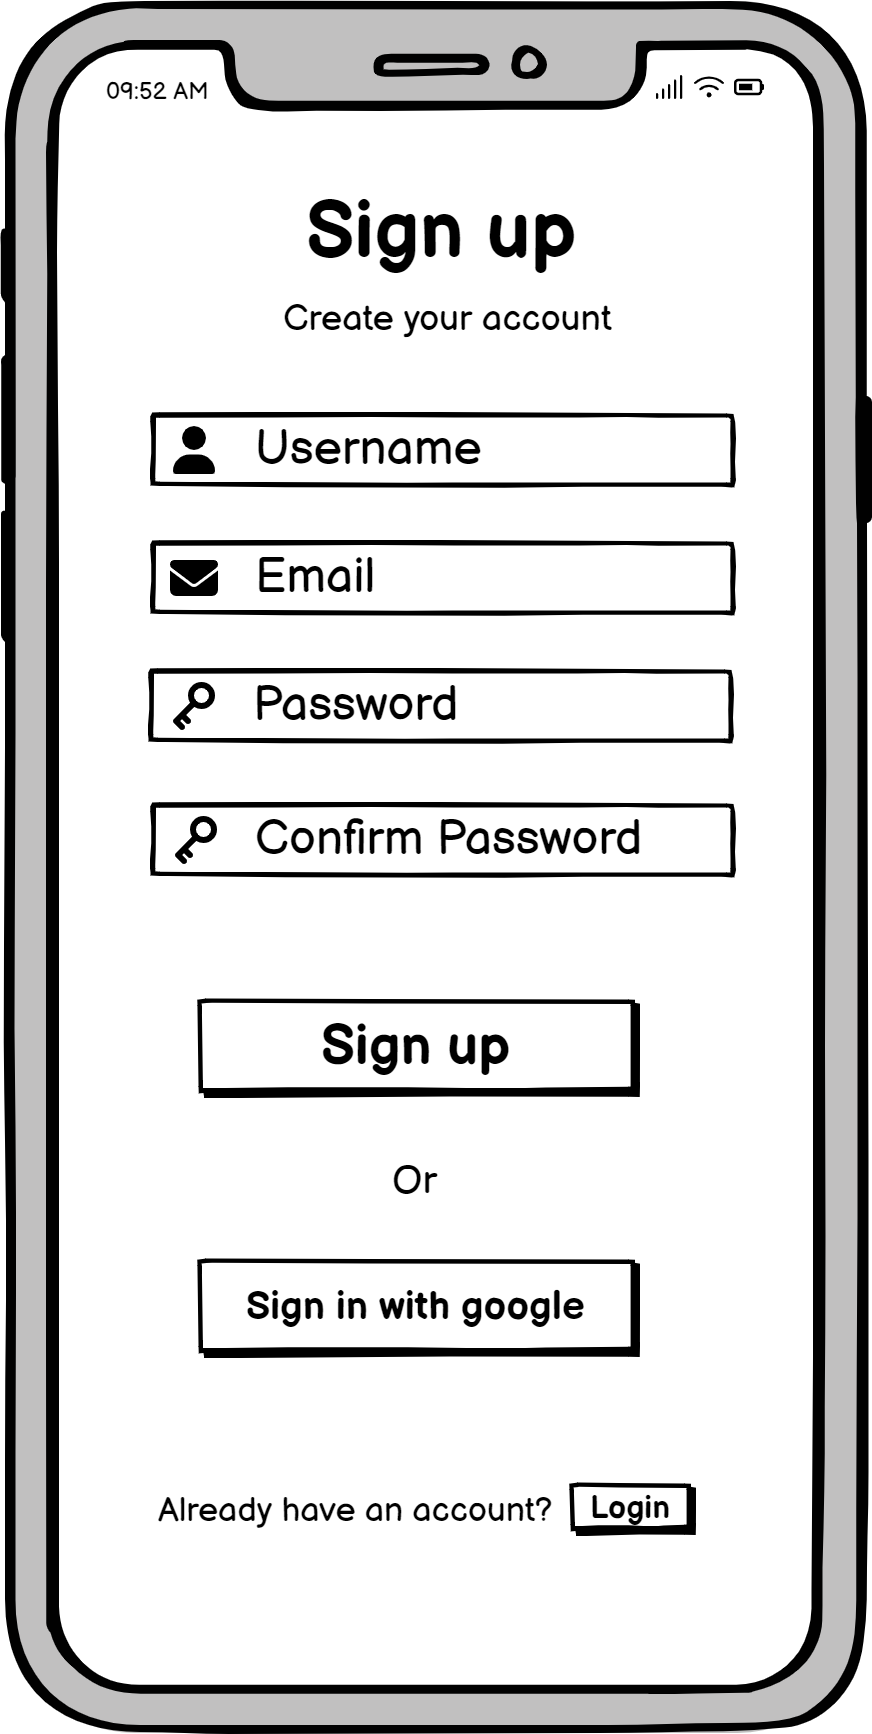 09:52 AM
Sign up
Create your account
Username
Email
Password
Confirm Password
Sign up
Or
Sign in with google
Already have an account? Login